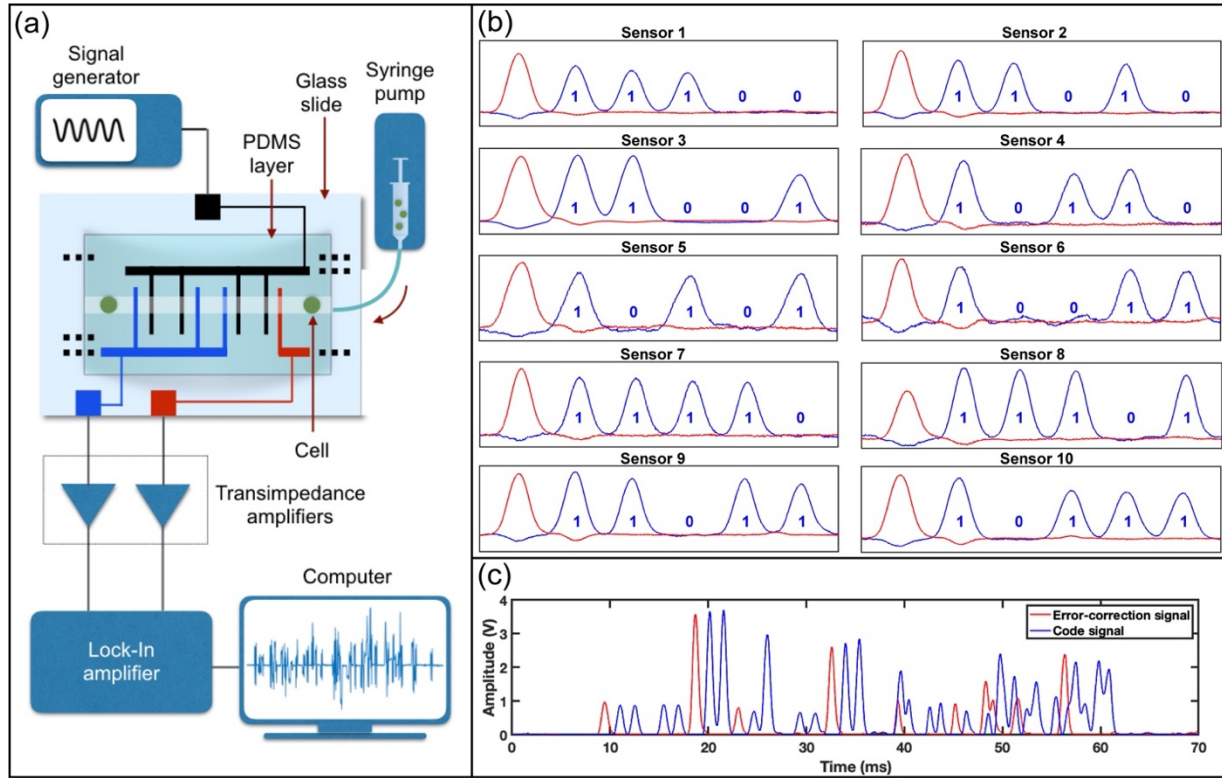 (a)
Signal
generator
Glass
slide
Syringe
pump
PDMS
layer
Cell
Transimpedance
amplifiers
Computer
Lock-In
amplifier
(b)
Sensor 1
1 1 1 0 0
Sensor 2
1 1 0 1 0
Sensor 3
1 1 0 0 1
Sensor 4
1 0 1 1 0
Sensor 5
1 0 1 0 1
Sensor 6
1 0 0 1 1
Sensor 7
1 1 1 1 0
Sensor 8
1 1 1 0 1
Sensor 9
1 1 0 1 1
Sensor 10
1 0 1 1 1
(c)
Amplitude (V)
4
3
2
1
0
Error-correction signal
Code signal
0 10 20 30 40 50 60 70
Time (ms)